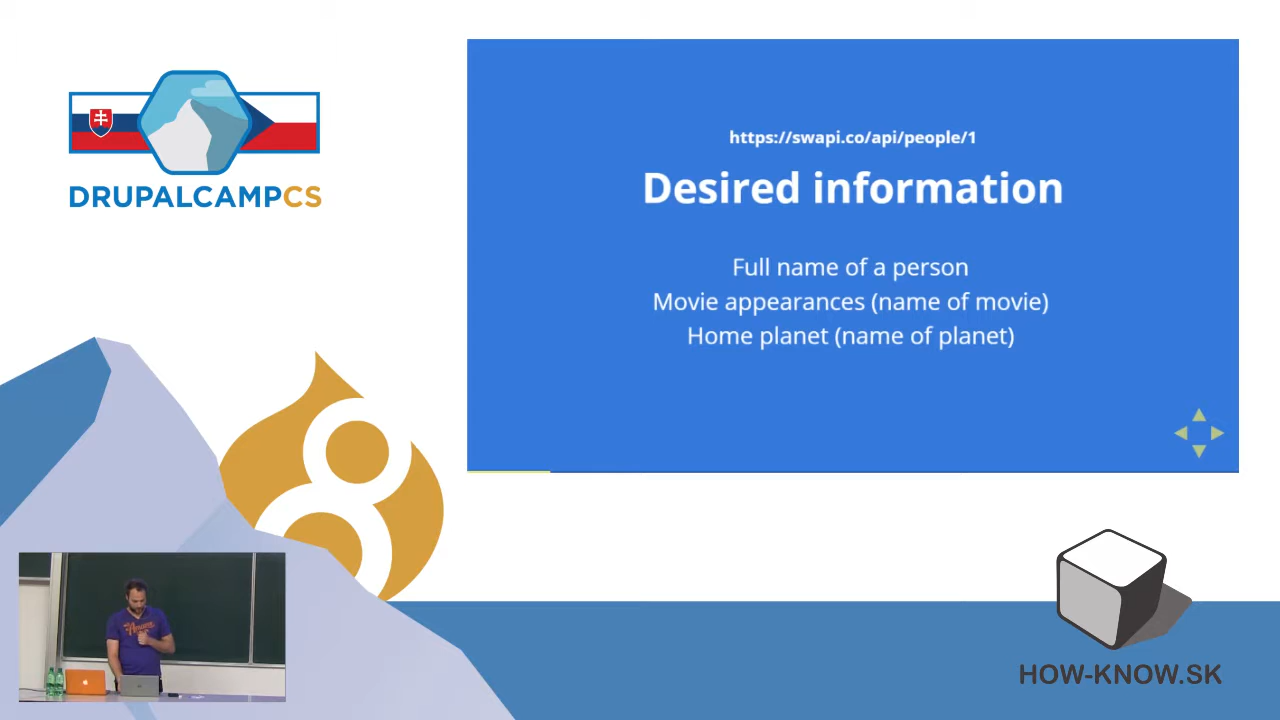 DRUPALCAMPCS
https://swapi.co/api/people/1
Desired information
Full name of a person
Movie appearances (name of movie)
Home planet (name of planet)
HOW-KNOW.SK